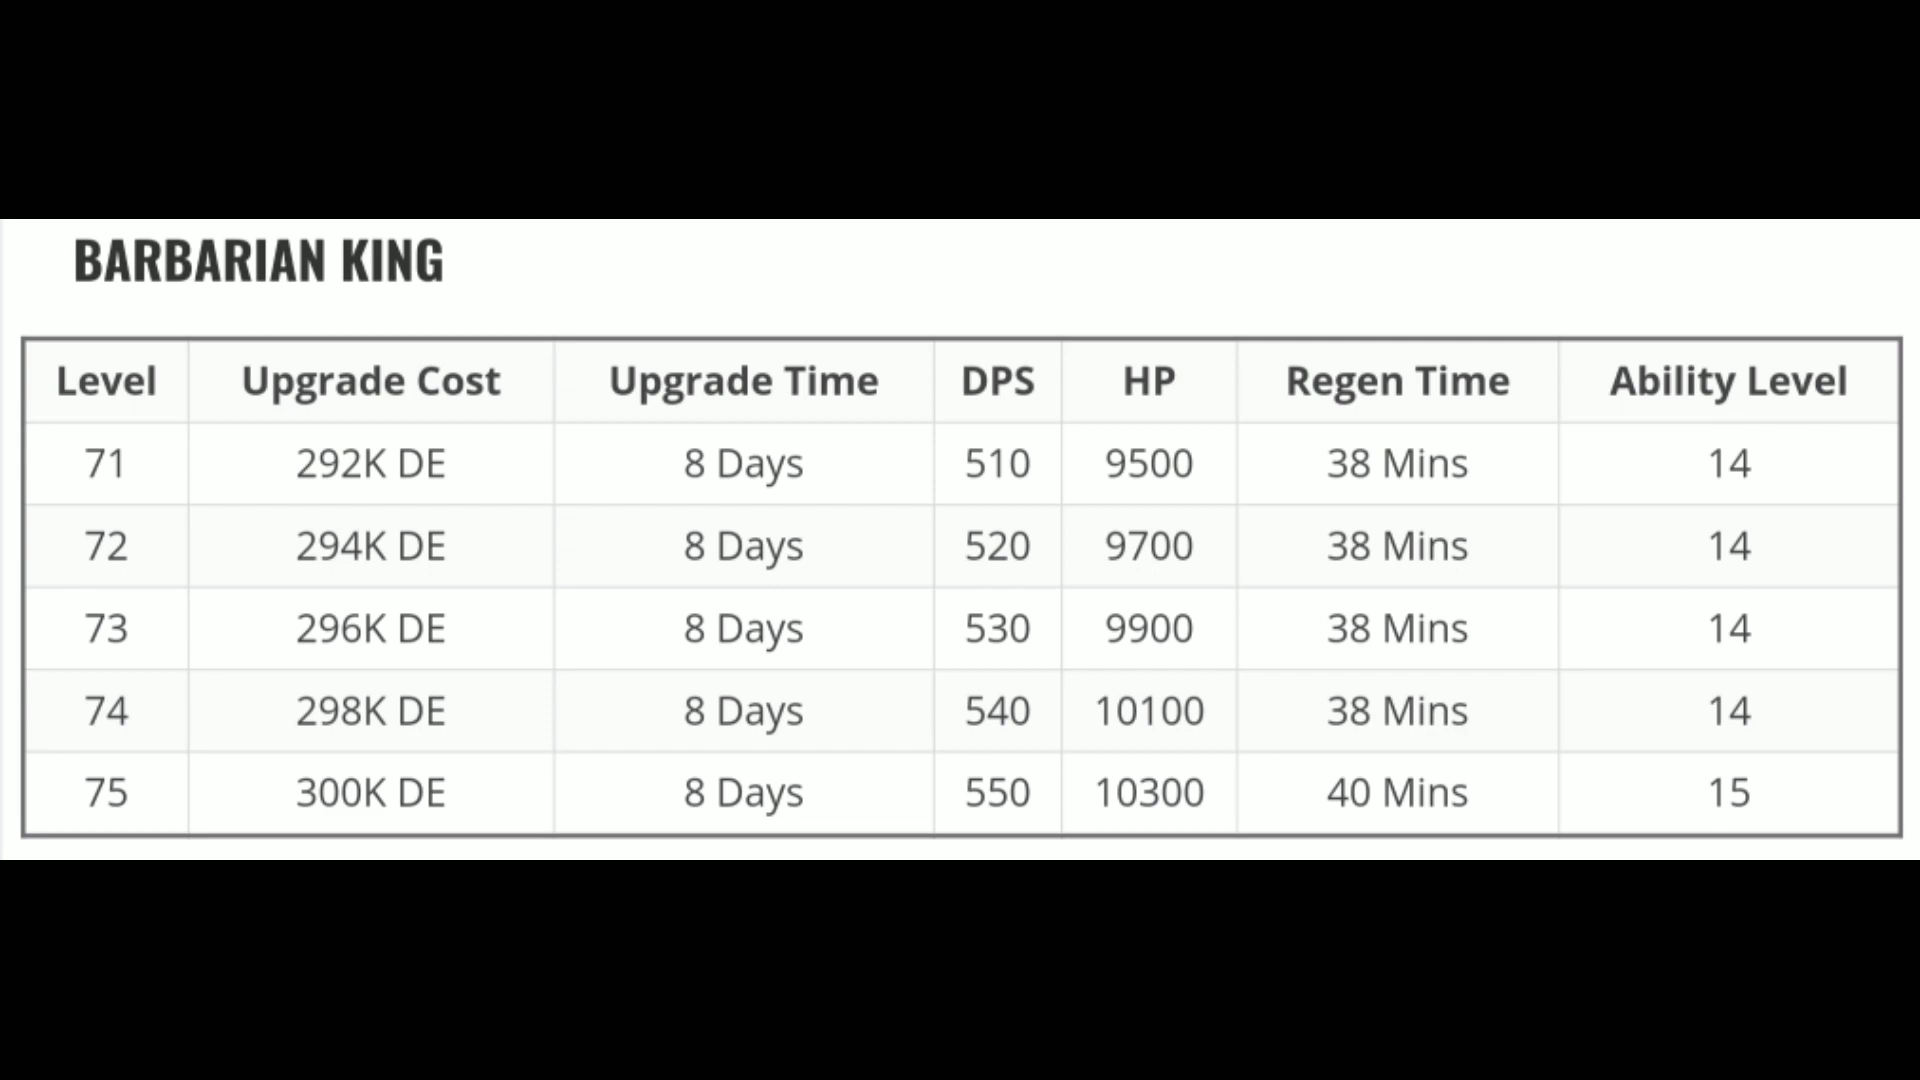 BARBARIAN KING
Level Upgrade Cost Upgrade Time DPS HP Regen Time Ability Level
71 292K DE 8 Days 510 9500 38 Mins 14
72 294K DE 8 Days 520 9700 38 Mins 14
73 296K DE 8 Days 530 9900 38 Mins 14
74 298K DE 8 Days 540 10100 38 Mins 14
75 300K DE 8 Days 550 10300 40 Mins 15